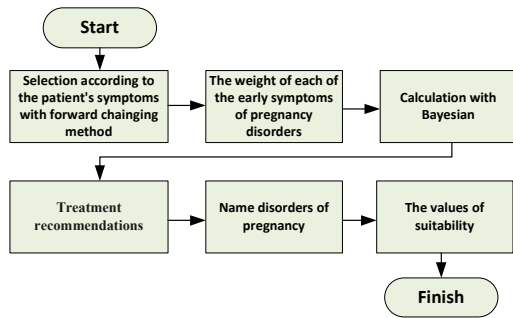 Start
Selection according to
the patient's symptoms
with forward chainging
method
The weight of each of
the early symptoms
of pregnancy
disorders
Calculation with
Bayesian
Treatment
recommendations
Name disorders of
pregnancy
The values of
suitability
Finish